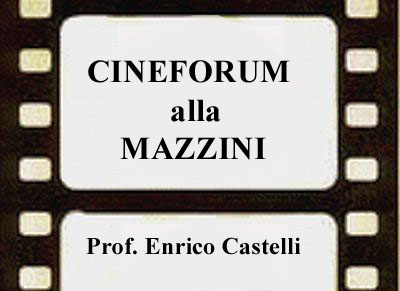 CINEFORUM
alla
MAZZINI
Prof. Enrico Castelli